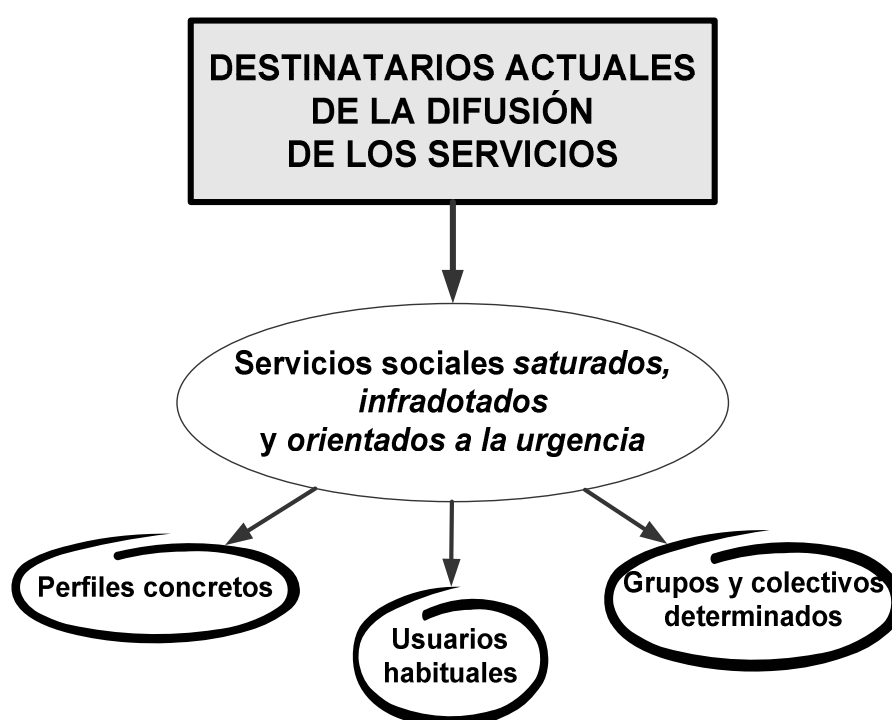 DESTINATARIOS ACTUALES
DE LA DIFUSIÓN
DE LOS SERVICIOS
Servicios sociales saturados,
infradotados
y orientados a la urgencia
Perfiles concretos
Usuarios
habituales
Grupos y colectivos
determinados